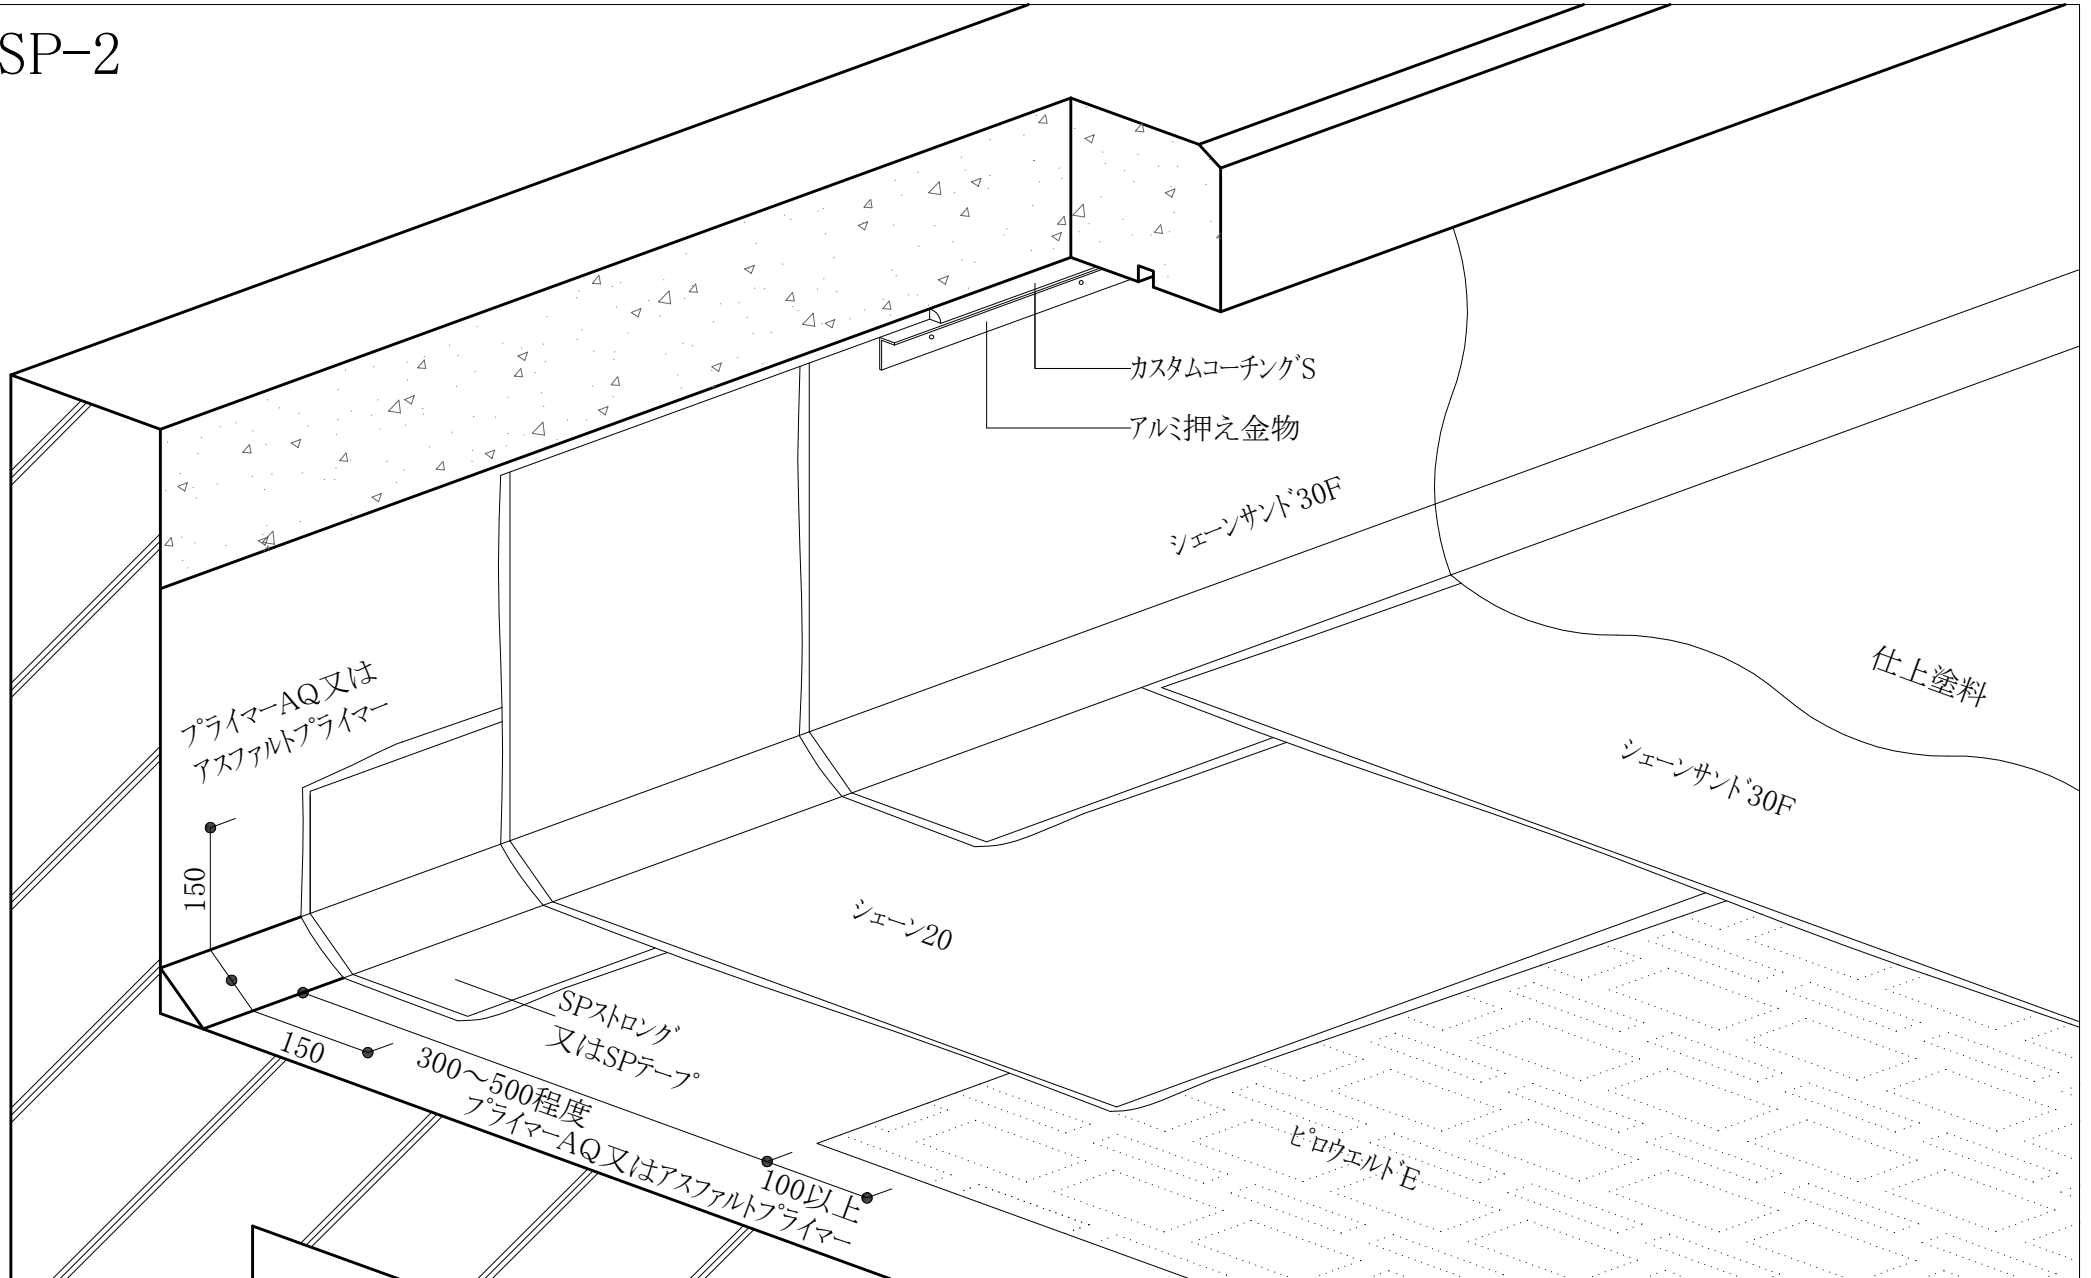 SP-2
カスタムコーチングS
アルミ押え金物
シェーンサンド30F
仕上塗料
シェーンサンド30F
プライマーAQ又は
アスファルトプライマー
150
シェーン20
SPストロング
又はSPテープ
150
300～500程度
プライマーAQ又はアスファルトプライマー
100以上
ピロウェルドE